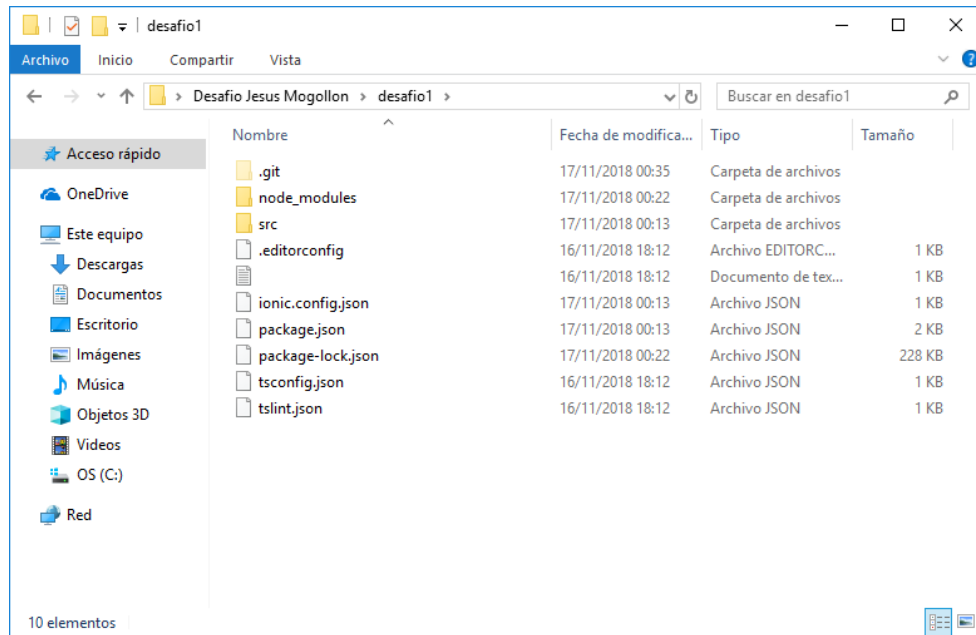 desafio1
Archivo Inicio Compartir Vista
Desafio Jesus Mogollon desafio1 Buscar en desafio1
Nombre Fecha de modifica... Tipo Tamaño
Acceso rápido
OneDrive
Este equipo
Descargas
Documentos
Escritorio
Imágenes
Música
Objetos 3D
Videos
OS (C:)
Red
.git 17/11/2018 00:35 Carpeta de archivos
node_modules 17/11/2018 00:22 Carpeta de archivos
src 17/11/2018 00:13 Carpeta de archivos
.editorconfig 16/11/2018 18:12 Archivo EDITORC... 1 KB
16/11/2018 18:12 Documento de tex... 1 KB
ionic.config.json 17/11/2018 00:13 Archivo JSON 1 KB
package.json 17/11/2018 00:13 Archivo JSON 2 KB
package-lock.json 17/11/2018 00:22 Archivo JSON 228 KB
tsconfig.json 16/11/2018 18:12 Archivo JSON 1 KB
tslint.json 16/11/2018 18:12 Archivo JSON 1 KB
10 elementos